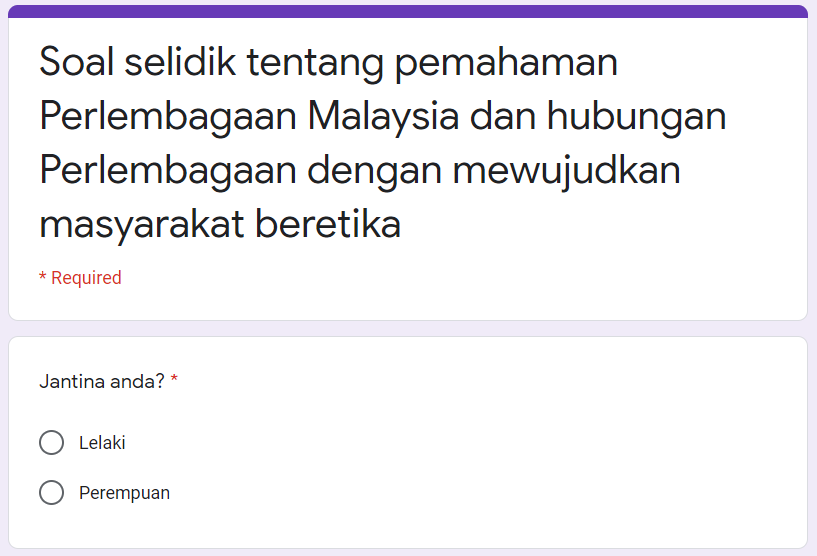 Soal selidik tentang pemahaman
Perlembagaan Malaysia dan hubungan
Perlembagaan dengan mewujudkan
masyarakat beretika
* Required
Jantina anda? *
Lelaki
Perempuan